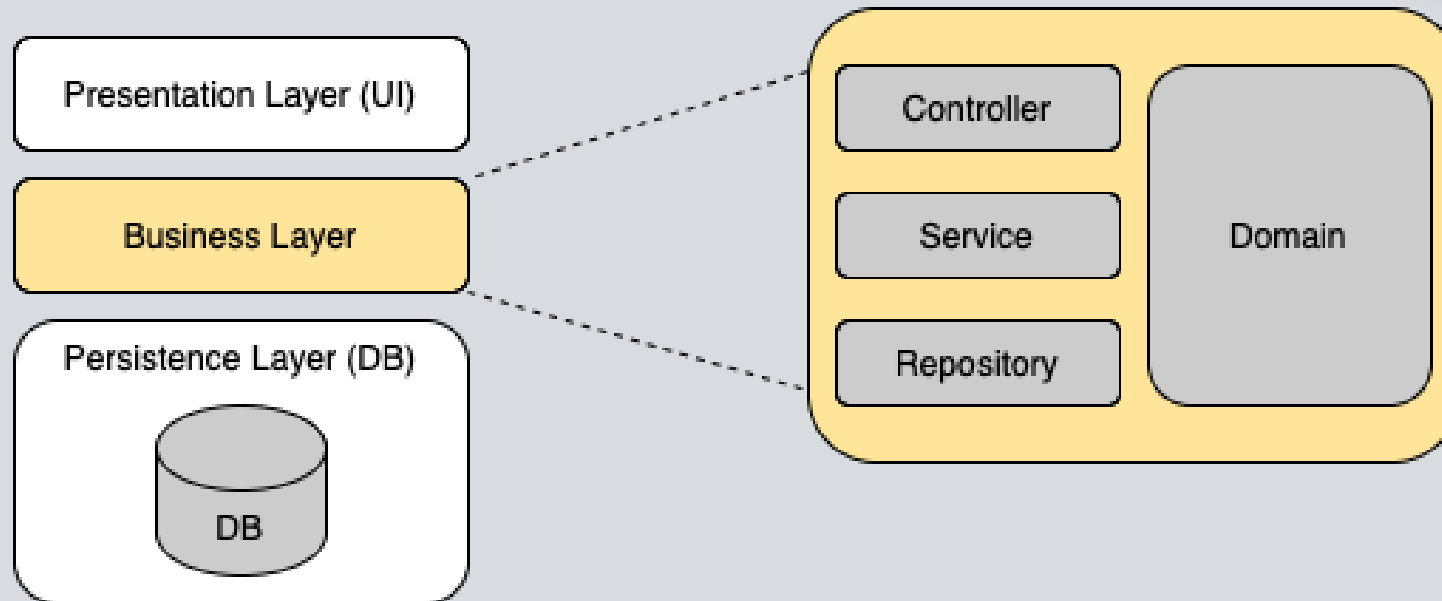 Presentation Layer (UI)
Business Layer
Persistence Layer (DB)
DB
Controller
Service
Repository
Domain